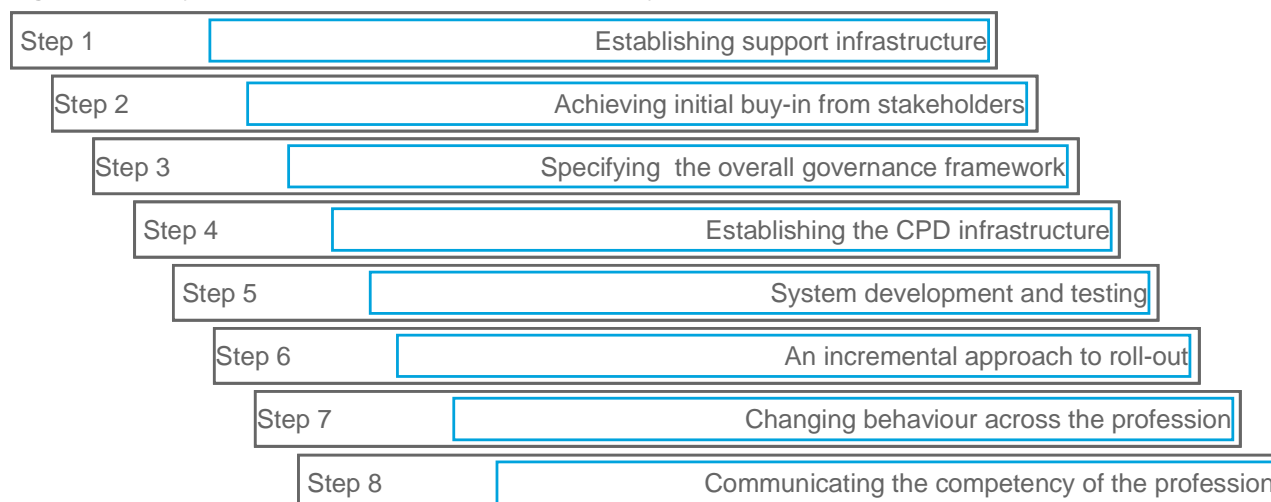 Step 1 Establishing support infrastructure
Step 2 Achieving initial buy-in from stakeholders
Step 3 Specifying the overall governance framework
Step 4 Establishing the CPD infrastructure
Step 5 System development and testing
Step 6 An incremental approach to roll-out
Step 7 Changing behaviour across the profession
Step 8 Communicating the competency of the profession